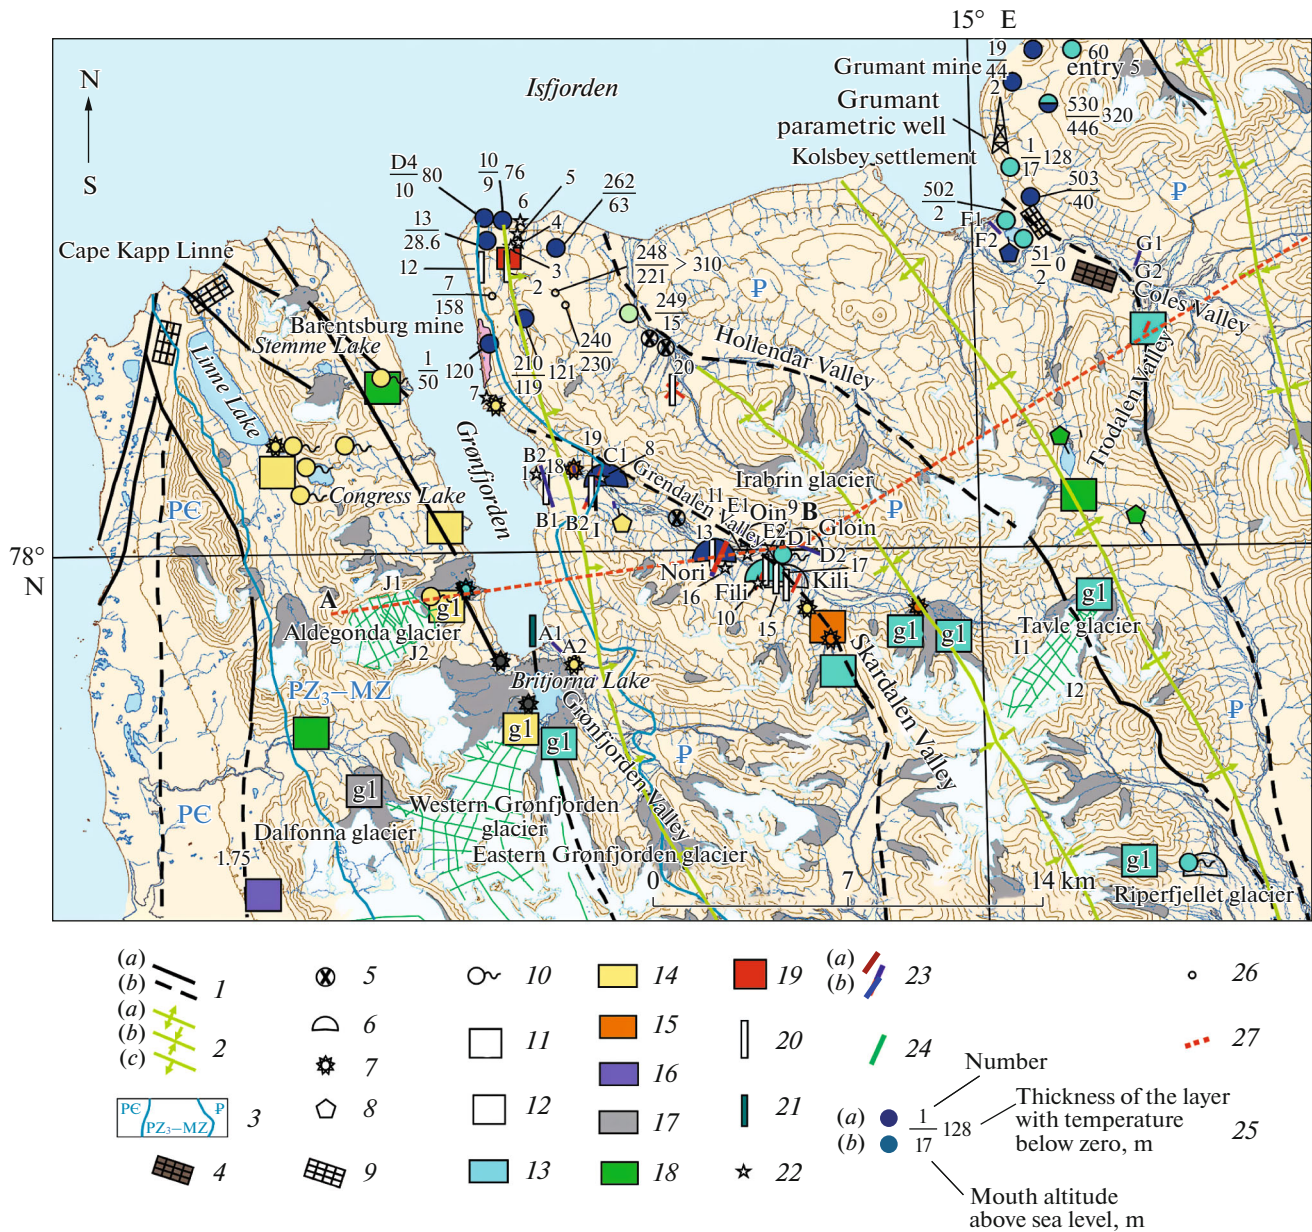 15° E
N
S
Isfjorden
Grumant mine
19
44
2
60
entry 5
Grumant
parametric well
530
446
320
Kolsbey settlement
1
17
128
502
2
503
40
F1
F2
51
2
0
G1
G2
Coles Valley
P
D4
10
80
10
9
76
6
5
262
63
13
28.6
4
3
12
2
248
221
> 310
P
7
158
249
15
Cape Kapp Linne
Barentsburg mine
Stemme Lake
1
50
120
210
119
121
240
230
Hollendar Valley
20
7
Linne Lake
Trodalen Valley
Grønfjorden
19
B2
1
18
C1
8
Grendalen Valley
Irabrin glacier
Congress Lake
PЄ
B1
B2
I
11
E1
Oin
9
B
13
E2
D1
Gloin
D2
P
78°
N
Nori
16
Fili
10
15
Kili
17
J1
A
g1
Aldegonda glacier
J2
g1
g1
g1
Tavle glacier
I1
I2
A1
A2
Briijorna Lake
PZ₃–MZ
Skardalen Valley
P
g1
g1
Grønfjorden Valley
P
g1
PЄ
Dalfonna glacier
Western Grønfjorden
glacier
Eastern Grønfjorden glacier
1.75
g1
Riperfjellet glacier
0
7
14 km
(a)
(b)
1
(a)
(b)
(c)
2
PЄ
PZ₃–MZ
P
3
4
5
6
7
8
9
10
11
12
13
14
15
16
17
18
19
20
21
22
(a)
(b)
23
24
26
27
Number
(a)
(b)
1
17
128
Thickness of the layer
with temperature
below zero, m
25
Mouth altitude
above sea level, m